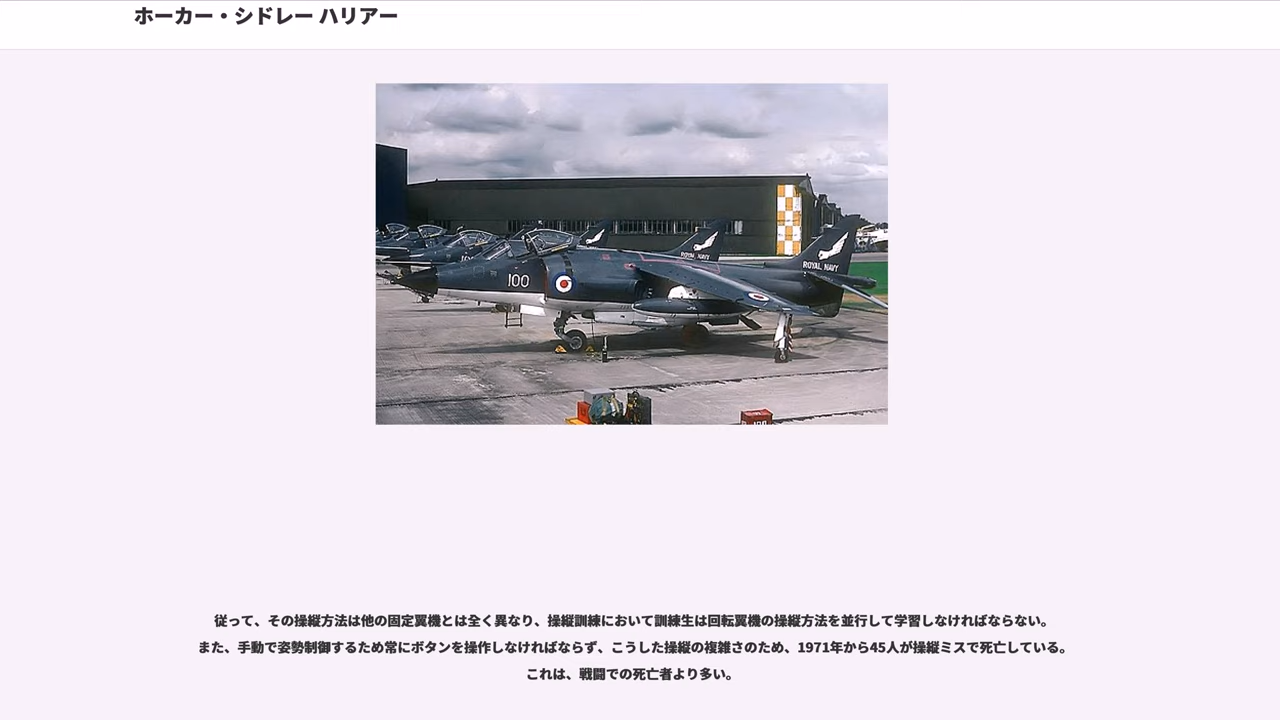 ホーカー・シドレー ハリアー
100
ROYAL NAVY
ROYAL NAVY
従って、その操縦方法は他の固定翼機とは全く異なり、操縦訓練において訓練生は回転翼機の操縦方法を並行して学習しなければならない。
また、手動で姿勢制御するため常にボタンを操作しなければならず、こうした操縦の複雑さのため、1971年から45人が操縦ミスで死亡している。
これは、戦闘での死亡者より多い。